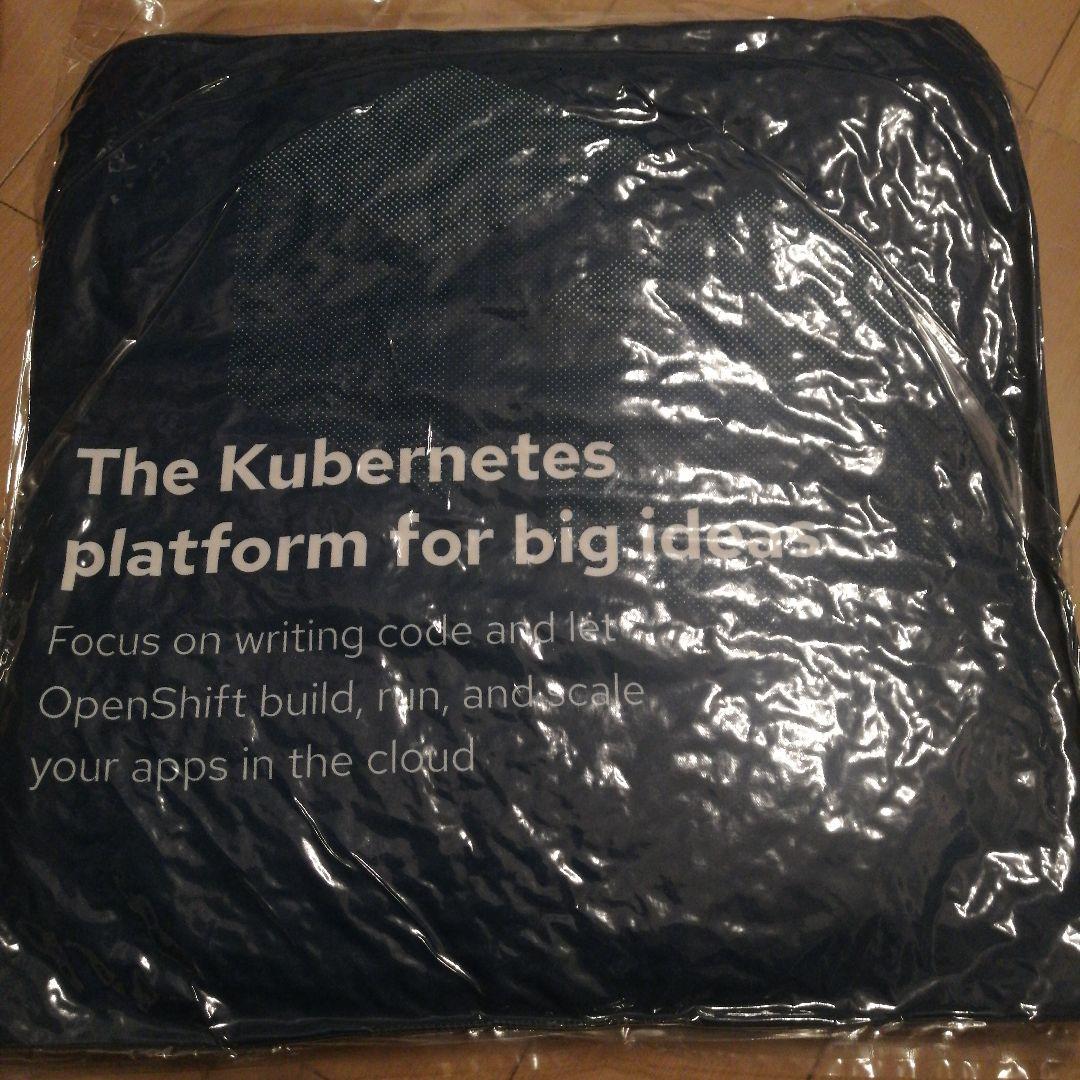 The Kubernetes
platform for big ideas
Focus on writing code and let
OpenShift build, run, and scale
your apps in the cloud